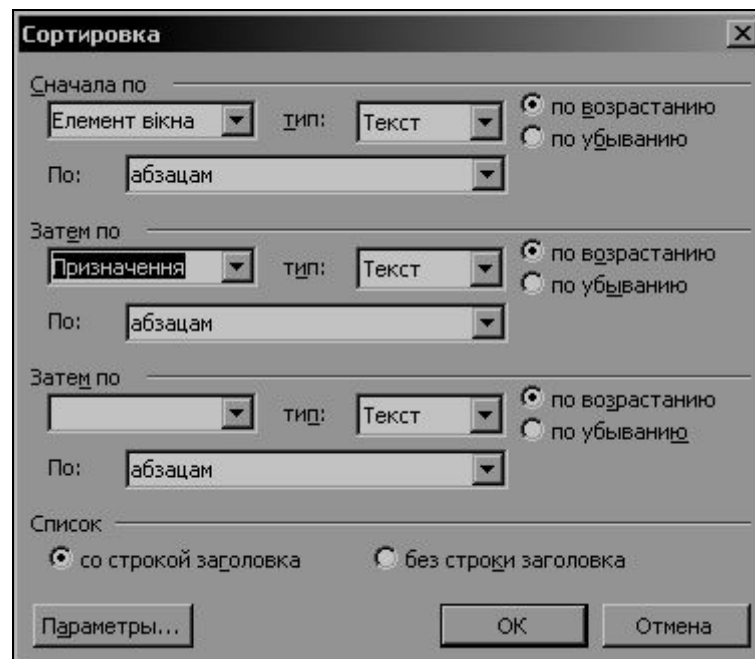 Сортировка
Сначала по
Елемент вікна тип: Текст по возрастанию
по убыванию
По: абзацам
Затем по
Призначення тип: Текст по возрастанию
по убыванию
По: абзацам
Затем по
тип: Текст по возрастанию
по убыванию
По: абзацам
Список
со строкой заголовка без строки заголовка
Параметры... ОК Отмена